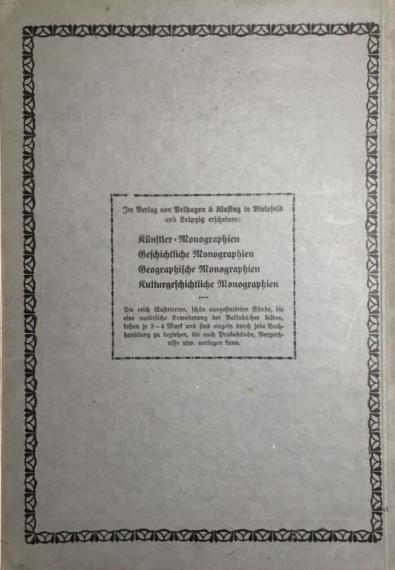 Im Verlag von Velhagen & Klasing in Bielefeld
und Leipzig erscheinen:
Künstler-Monographien
Geschichtliche Monographien
Geographische Monographien
Kulturgeschichtliche Monographien
Die reich illustrierten, schön ausgestatteten Bände, die
eine natürliche Erweiterung der Volksbücher bilden,
kosten je 3–4 Mark und sind einzeln durch jede Buch-
handlung zu beziehen, die auch Probebände, Verzeich-
nisse usw. vorlegen kann.